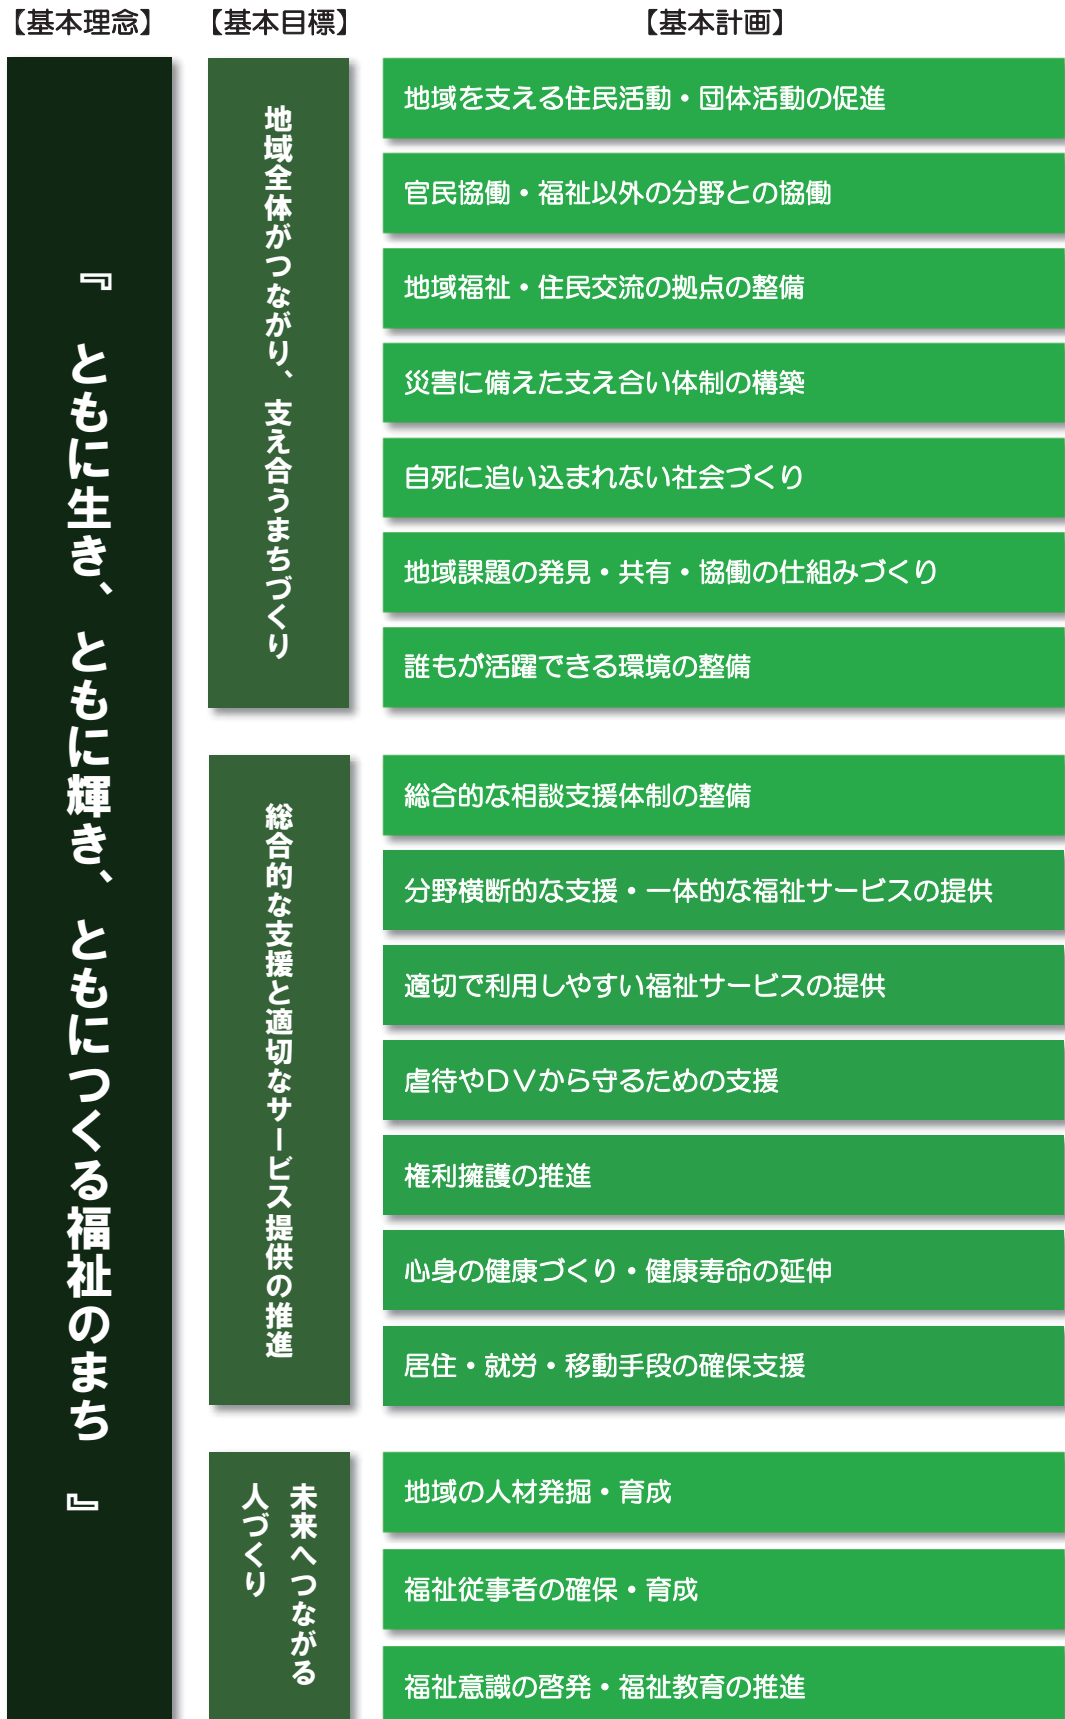 【基本理念】
【基本目標】
【基本計画】
『 ともに生き、ともに輝き、ともにつくる福祉のまち 』
地域全体がつながり、支え合うまちづくり
地域を支える住民活動・団体活動の促進
官民協働・福祉以外の分野との協働
地域福祉・住民交流の拠点の整備
災害に備えた支え合い体制の構築
自死に追い込まれない社会づくり
地域課題の発見・共有・協働の仕組みづくり
誰もが活躍できる環境の整備
総合的な支援と適切なサービス提供の推進
総合的な相談支援体制の整備
分野横断的な支援・一体的な福祉サービスの提供
適切で利用しやすい福祉サービスの提供
虐待やＤＶから守るための支援
権利擁護の推進
心身の健康づくり・健康寿命の延伸
居住・就労・移動手段の確保支援
未来へつながる
人づくり
地域の人材発掘・育成
福祉従事者の確保・育成
福祉意識の啓発・福祉教育の推進